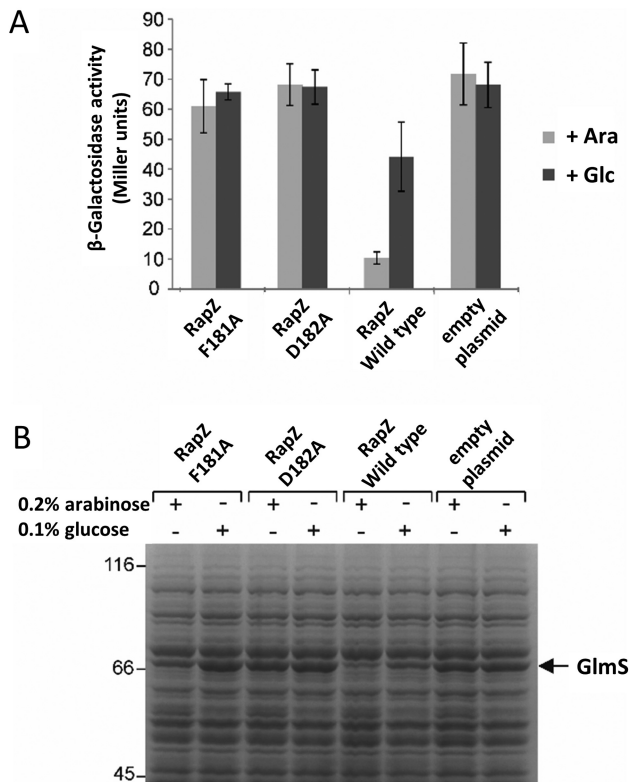 A
β-Galactosidase activity
(Miller units)
90
80
70
60
50
40
30
20
10
0
+ Ara
+ Glc
RapZ
F181A
RapZ
D182A
RapZ
Wild type
empty
plasmid
B
RapZ
F181A
RapZ
D182A
RapZ
Wild type
empty
plasmid
0.2% arabinose + - + - + - + -
0.1% glucose - + - + - + - +
116
66
45
GlmS